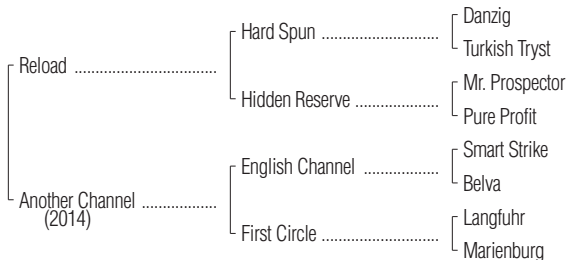 Danzig
Hard Spun ........................
Turkish Tryst
Reload ................................
Mr. Prospector
Hidden Reserve .................
Pure Profit
Smart Strike
English Channel ...............
Belva
Another Channel ................
(2014)
Langfuhr
First Circle ........................
Marienburg